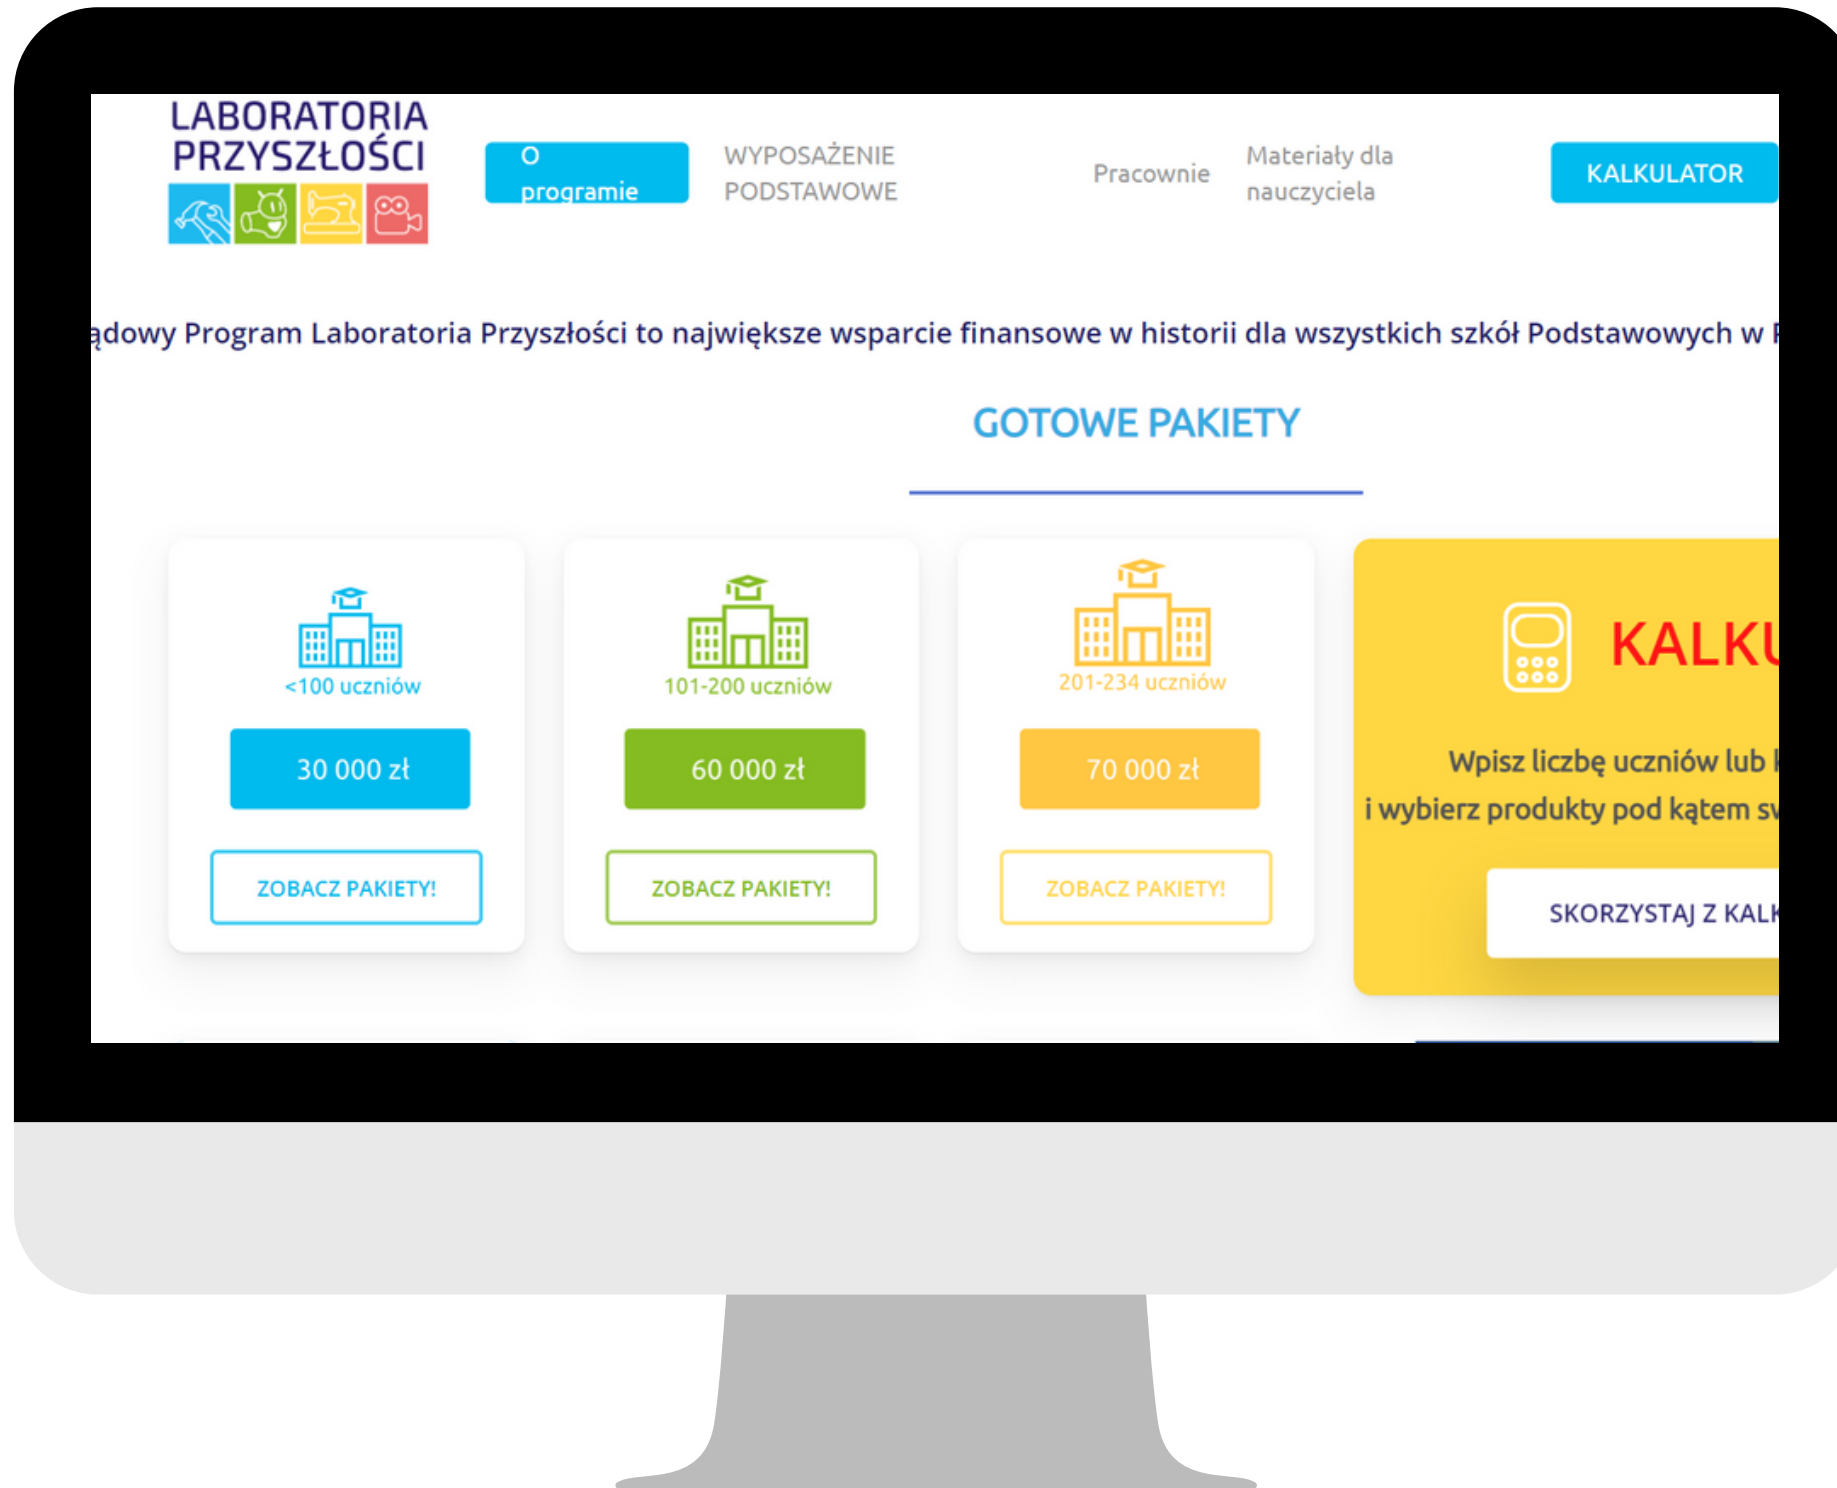 LABORATORIA
PRZYSZŁOŚCI
O
programie
WYPOSAŻENIE
PODSTAWOWE
Pracownie
Materiały dla
nauczyciela
KALKULATOR
ądowy Program Laboratoria Przyszłości to największe wsparcie finansowe w historii dla wszystkich szkół Podstawowych w
GOTOWE PAKIETY
<100 uczniów
30 000 zł
ZOBACZ PAKIETY!
101-200 uczniów
60 000 zł
ZOBACZ PAKIETY!
201-234 uczniów
70 000 zł
ZOBACZ PAKIETY!
KALKU
Wpisz liczbę uczniów lub
i wybierz produkty pod kątem sw
SKORZYSTAJ Z KALK